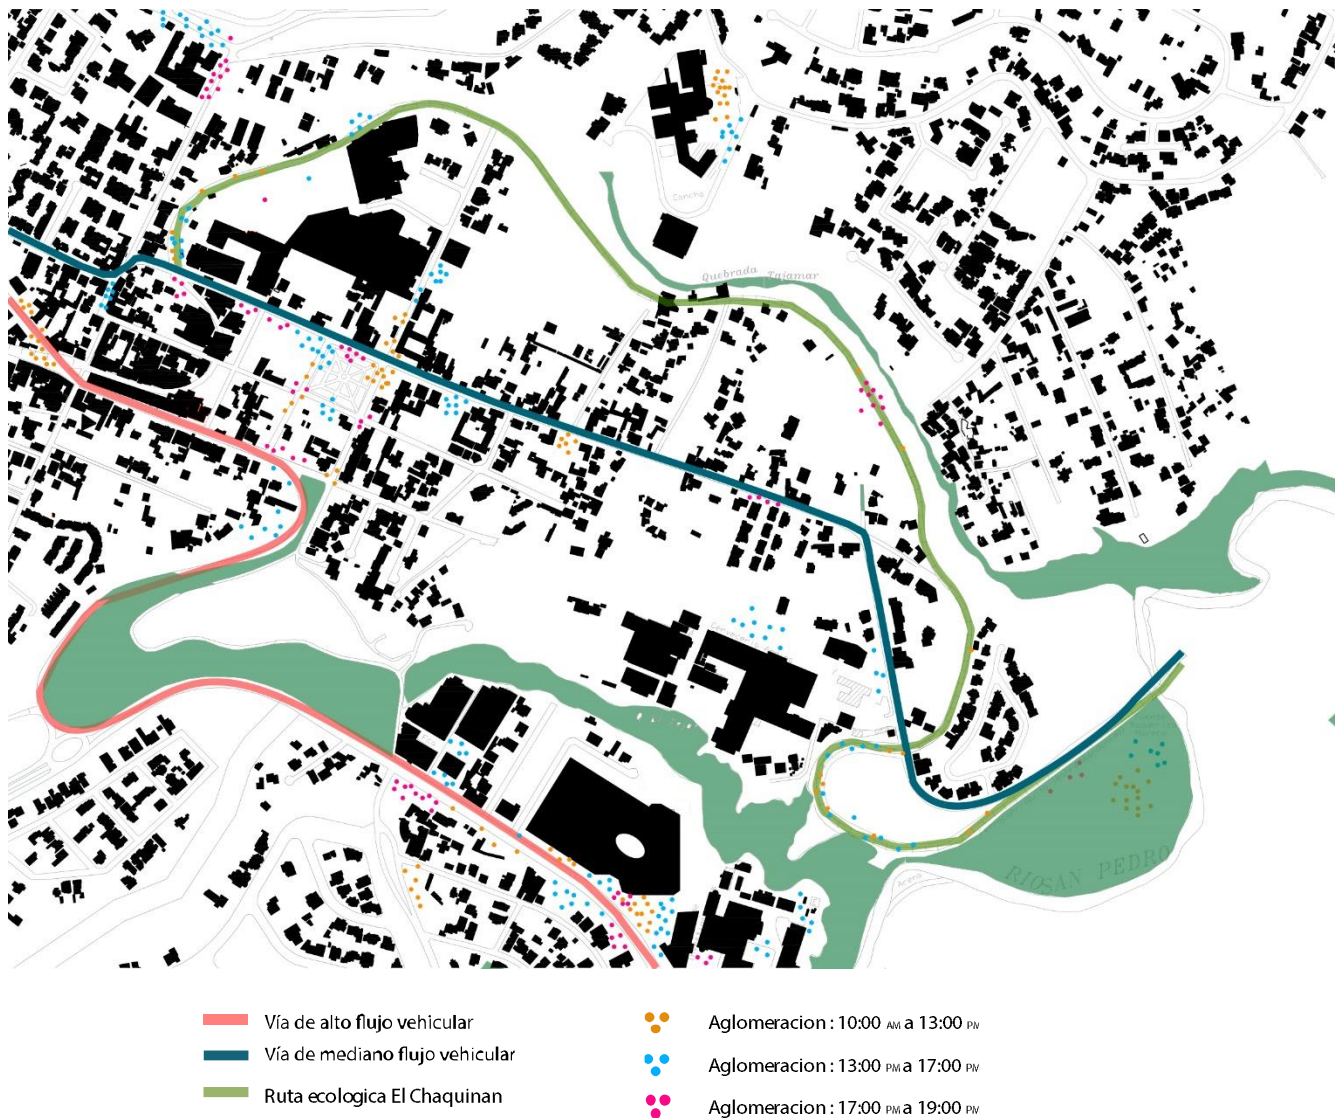 Cancha
Quebrada Tajamar
RIO SAN PEDRO
Vía de alto flujo vehicular
Vía de mediano flujo vehicular
Ruta ecologica El Chaquinan
Aglomeracion : 10:00 AM a 13:00 PM
Aglomeracion : 13:00 PM a 17:00 PM
Aglomeracion : 17:00 PM a 19:00 PM